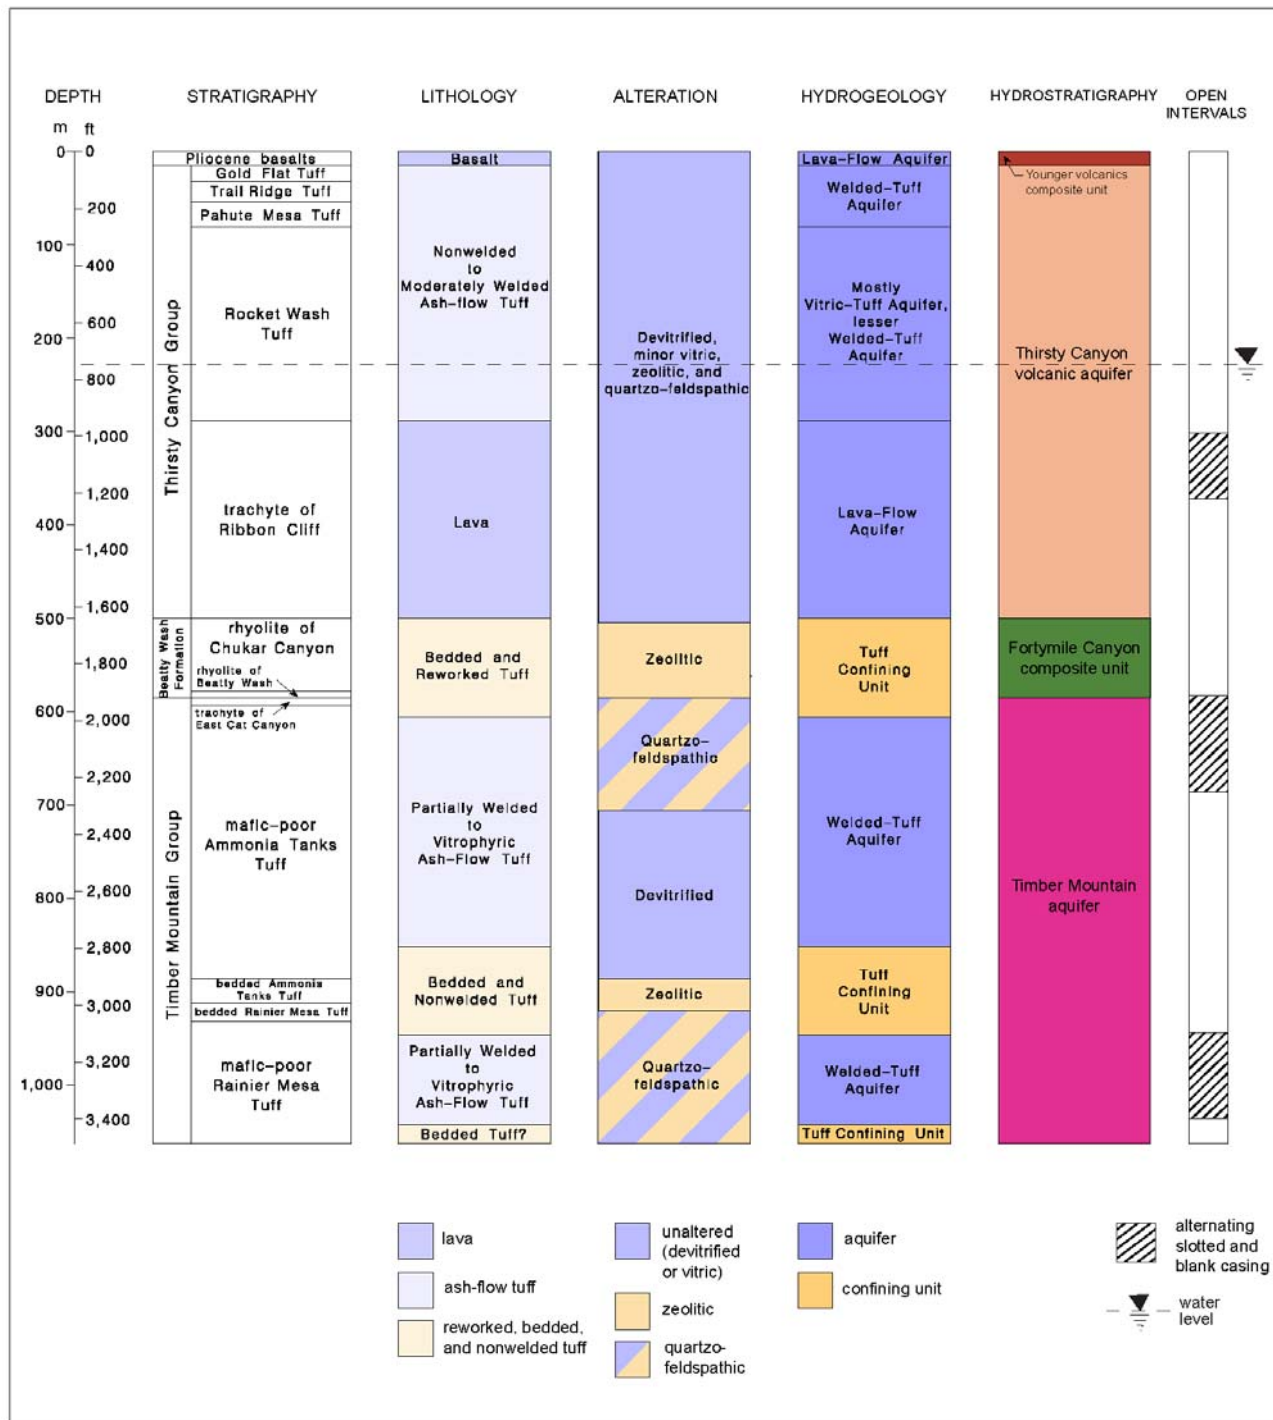 DEPTH
m ft
STRATIGRAPHY
LITHOLOGY
ALTERATION
HYDROGEOLOGY
HYDROSTRATIGRAPHY
OPEN
INTERVALS
0
100
200
300
400
500
600
700
800
900
1,000
0
200
400
600
800
1,000
1,200
1,400
1,600
1,800
2,000
2,200
2,400
2,600
2,800
3,000
3,200
3,400
Thirsty Canyon Group
Beatty Wash
Formation
Timber Mountain Group
Pliocene basalts
Gold Flat Tuff
Trail Ridge Tuff
Pahute Mesa Tuff
Rocket Wash
Tuff
trachyte of
Ribbon Cliff
rhyolite of
Chukar Canyon
rhyolite of
Beatty Wash
trachyte of
East Cat Canyon
mafic-poor
Ammonia Tanks
Tuff
bedded Ammonia
Tanks Tuff
bedded Rainier Mesa Tuff
mafic-poor
Rainier Mesa
Tuff
Basalt
Nonwelded
to
Moderately Welded
Ash-flow Tuff
Lava
Bedded and
Reworked Tuff
Partially Welded
to
Vitrophyric
Ash-Flow Tuff
Bedded and
Nonwelded Tuff
Partially Welded
to
Vitrophyric
Ash-Flow Tuff
Bedded Tuff?
Devitrified,
minor vitric,
zeolitic, and
quartzo-feldspathic
Zeolitic
Quartzo-
feldspathic
Devitrified
Zeolitic
Quartzo-
feldspathic
Lava-Flow Aquifer
Welded-Tuff
Aquifer
Mostly
Vitric-Tuff Aquifer,
lesser
Welded-Tuff
Aquifer
Lava-Flow
Aquifer
Tuff
Confining
Unit
Welded-Tuff
Aquifer
Tuff
Confining
Unit
Welded-Tuff
Aquifer
Tuff Confining Unit
Younger volcanics
composite unit
Thirsty Canyon
volcanic aquifer
Fortymile Canyon
composite unit
Timber Mountain
aquifer
lava
ash-flow tuff
reworked, bedded,
and nonwelded tuff
unaltered
(devitrified
or vitric)
zeolitic
quartzo-
feldspathic
aquifer
confining unit
alternating
slotted and
blank casing
water
level